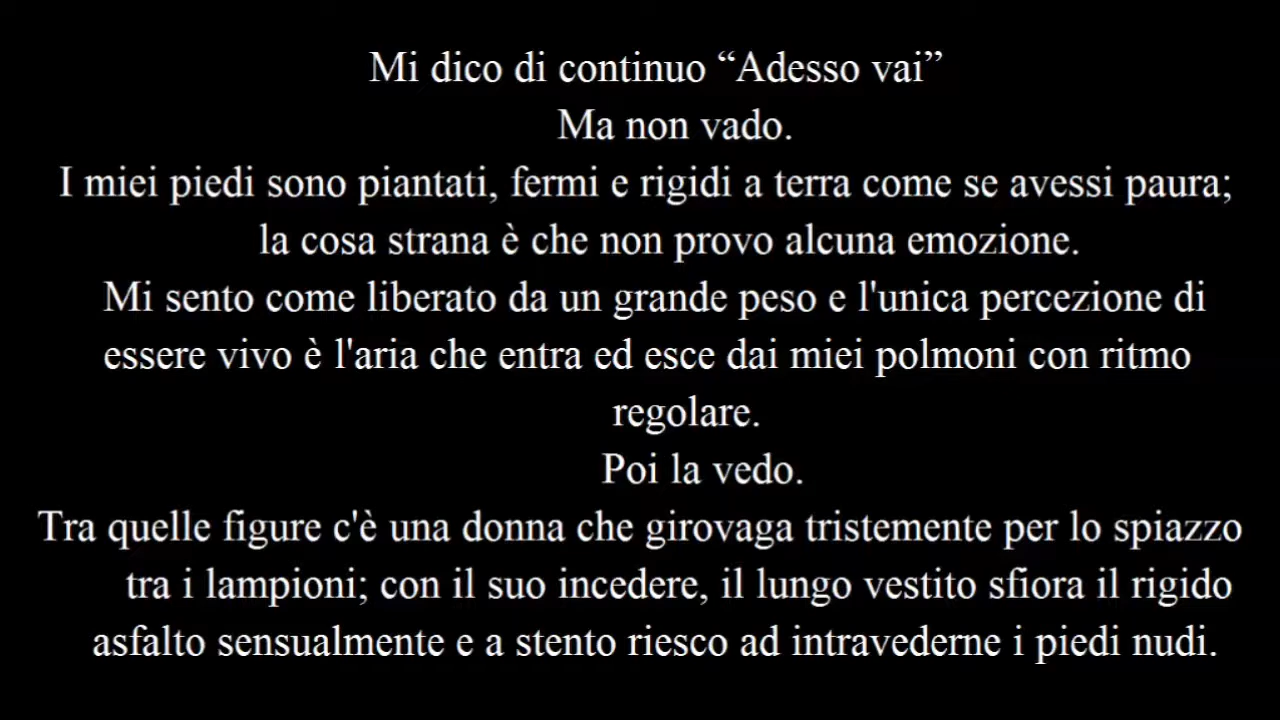 Mi dico di continuo “Adesso vai”
Ma non vado.
I miei piedi sono piantati, fermi e rigidi a terra come se avessi paura;
la cosa strana è che non provo alcuna emozione.
Mi sento come liberato da un grande peso e l'unica percezione di
essere vivo è l'aria che entra ed esce dai miei polmoni con ritmo
regolare.
Poi la vedo.
Tra quelle figure c'è una donna che girovaga tristemente per lo spiazzo
tra i lampioni; con il suo incedere, il lungo vestito sfiora il rigido
asfalto sensualmente e a stento riesco ad intravederne i piedi nudi.